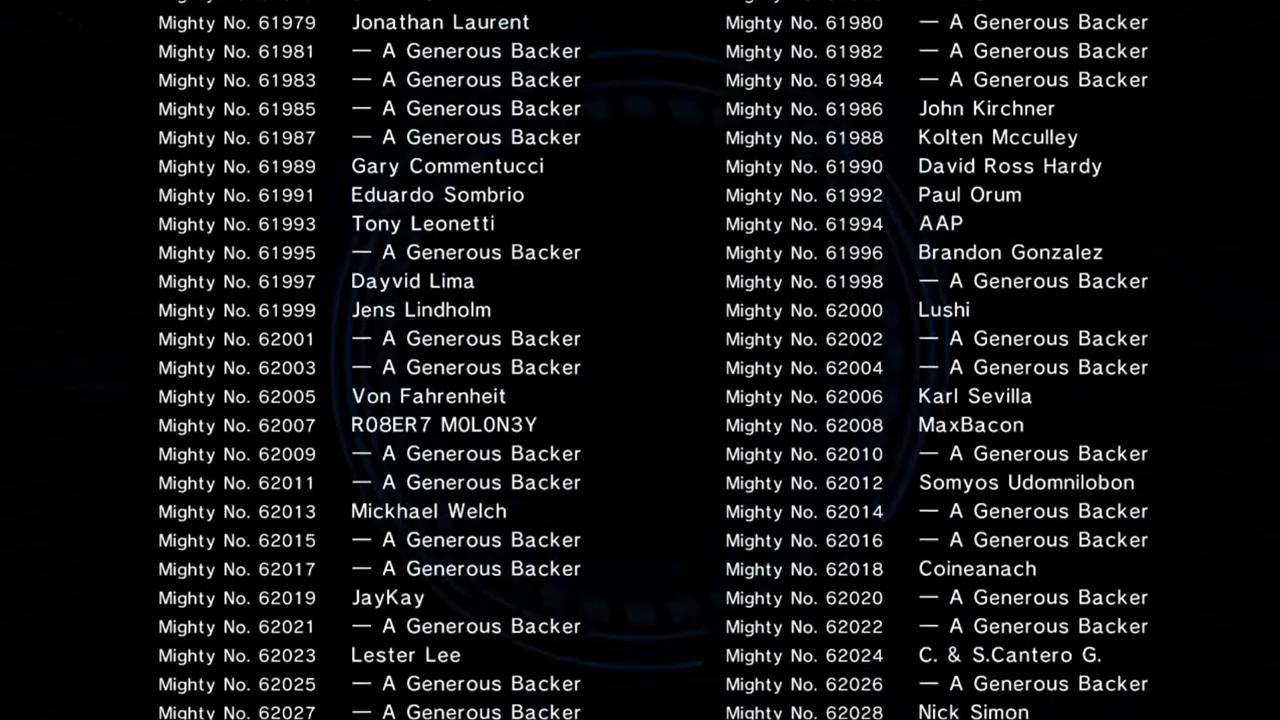 Mighty No. 61979 Jonathan Laurent Mighty No. 61980 — A Generous Backer
Mighty No. 61981 — A Generous Backer Mighty No. 61982 — A Generous Backer
Mighty No. 61983 — A Generous Backer Mighty No. 61984 — A Generous Backer
Mighty No. 61985 — A Generous Backer Mighty No. 61986 John Kirchner
Mighty No. 61987 — A Generous Backer Mighty No. 61988 Kolten Mcculley
Mighty No. 61989 Gary Commentucci Mighty No. 61990 David Ross Hardy
Mighty No. 61991 Eduardo Sombrio Mighty No. 61992 Paul Orum
Mighty No. 61993 Tony Leonetti Mighty No. 61994 AAP
Mighty No. 61995 — A Generous Backer Mighty No. 61996 Brandon Gonzalez
Mighty No. 61997 Dayvid Lima Mighty No. 61998 — A Generous Backer
Mighty No. 61999 Jens Lindholm Mighty No. 62000 Lushi
Mighty No. 62001 — A Generous Backer Mighty No. 62002 — A Generous Backer
Mighty No. 62003 — A Generous Backer Mighty No. 62004 — A Generous Backer
Mighty No. 62005 Von Fahrenheit Mighty No. 62006 Karl Sevilla
Mighty No. 62007 R08ER7 M0L0N3Y Mighty No. 62008 MaxBacon
Mighty No. 62009 — A Generous Backer Mighty No. 62010 — A Generous Backer
Mighty No. 62011 — A Generous Backer Mighty No. 62012 Somyos Udomnilobon
Mighty No. 62013 Mickhael Welch Mighty No. 62014 — A Generous Backer
Mighty No. 62015 — A Generous Backer Mighty No. 62016 — A Generous Backer
Mighty No. 62017 — A Generous Backer Mighty No. 62018 Coineanach
Mighty No. 62019 JayKay Mighty No. 62020 — A Generous Backer
Mighty No. 62021 — A Generous Backer Mighty No. 62022 — A Generous Backer
Mighty No. 62023 Lester Lee Mighty No. 62024 C. & S.Cantero G.
Mighty No. 62025 — A Generous Backer Mighty No. 62026 — A Generous Backer
Mighty No. 62027 — A Generous Backer Mighty No. 62028 Nick Simon